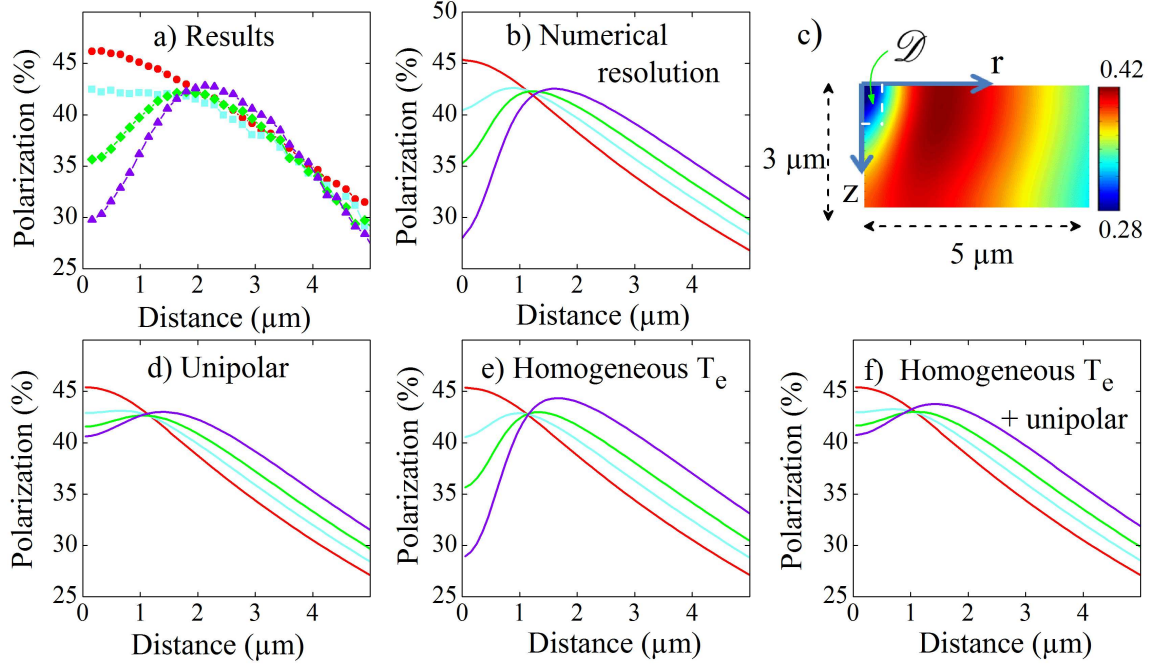 a) Results
45
40
35
30
25
Polarization (%)
0 1 2 3 4
Distance (µm)
b) Numerical
resolution
50
45
40
35
30
25
Polarization (%)
0 1 2 3 4
Distance (µm)
c)
𝒟
r
z
3 µm
5 µm
0.42
0.28
d) Unipolar
45
40
35
30
25
Polarization (%)
0 1 2 3 4
Distance (µm)
e) Homogeneous Te
45
40
35
30
25
Polarization (%)
0 1 2 3 4
Distance (µm)
f) Homogeneous Te
+ unipolar
45
40
35
30
25
Polarization (%)
0 1 2 3 4
Distance (µm)